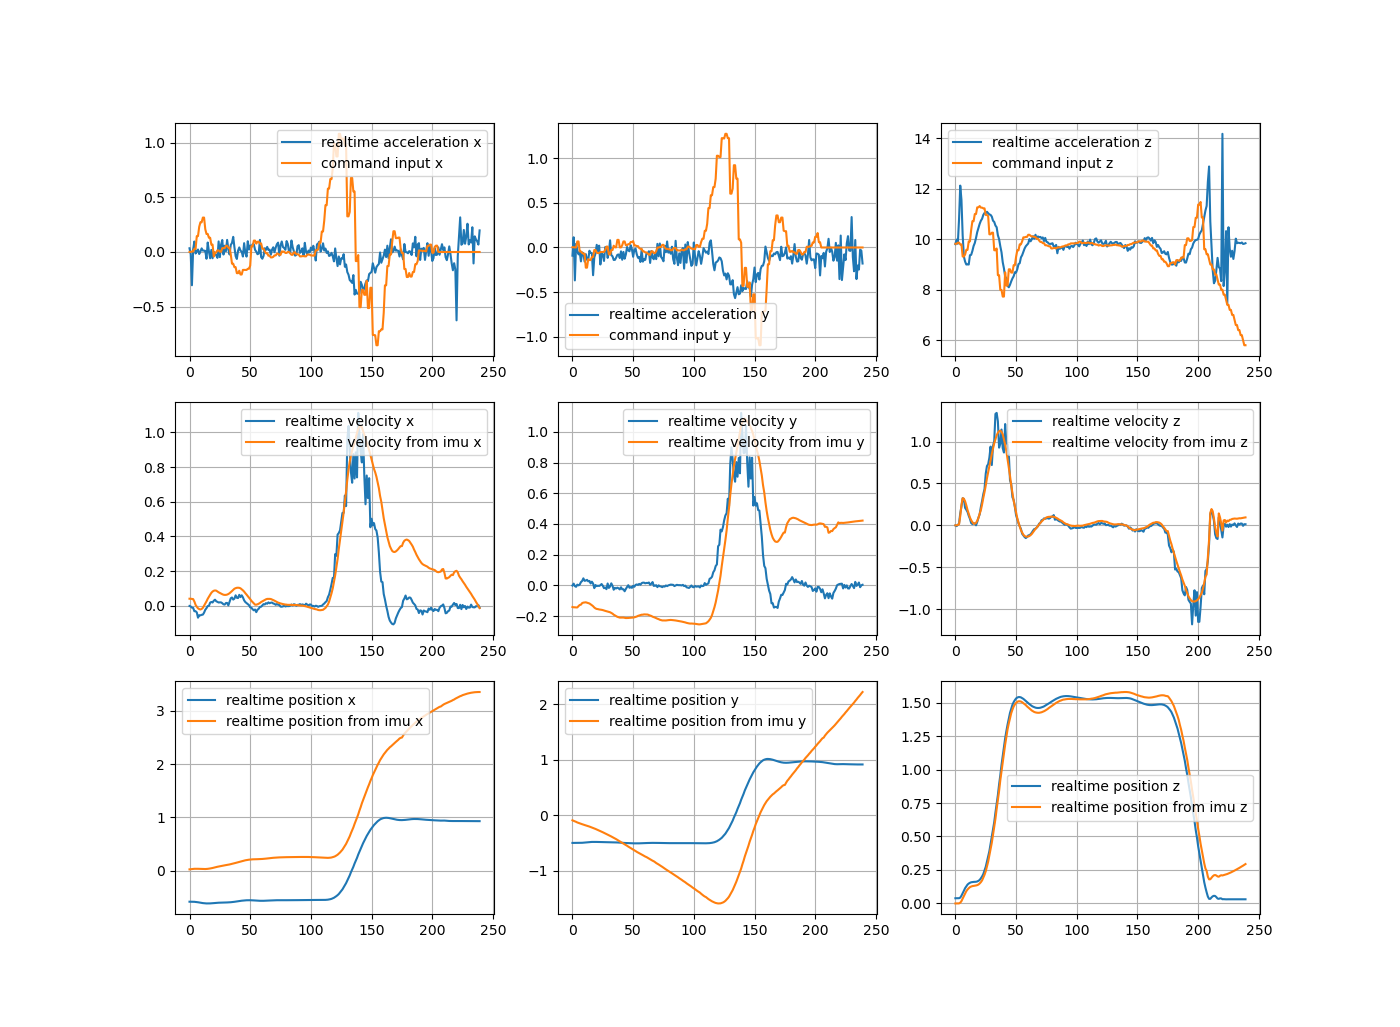 realtime acceleration x
command input x
1.0
0.5
0.0
−0.5
0 50 100 150 200 250
realtime acceleration y
command input y
1.0
0.5
0.0
−0.5
−1.0
0 50 100 150 200 250
realtime acceleration z
command input z
14
12
10
8
6
0 50 100 150 200 250
realtime velocity x
realtime velocity from imu x
1.0
0.8
0.6
0.4
0.2
0.0
0 50 100 150 200 250
realtime velocity y
realtime velocity from imu y
1.0
0.8
0.6
0.4
0.2
0.0
−0.2
0 50 100 150 200 250
realtime velocity z
realtime velocity from imu z
1.0
0.5
0.0
−0.5
−1.0
0 50 100 150 200 250
realtime position x
realtime position from imu x
3
2
1
0
0 50 100 150 200 250
realtime position y
realtime position from imu y
2
1
0
−1
0 50 100 150 200 250
realtime position z
realtime position from imu z
1.50
1.25
1.00
0.75
0.50
0.25
0.00
0 50 100 150 200 250